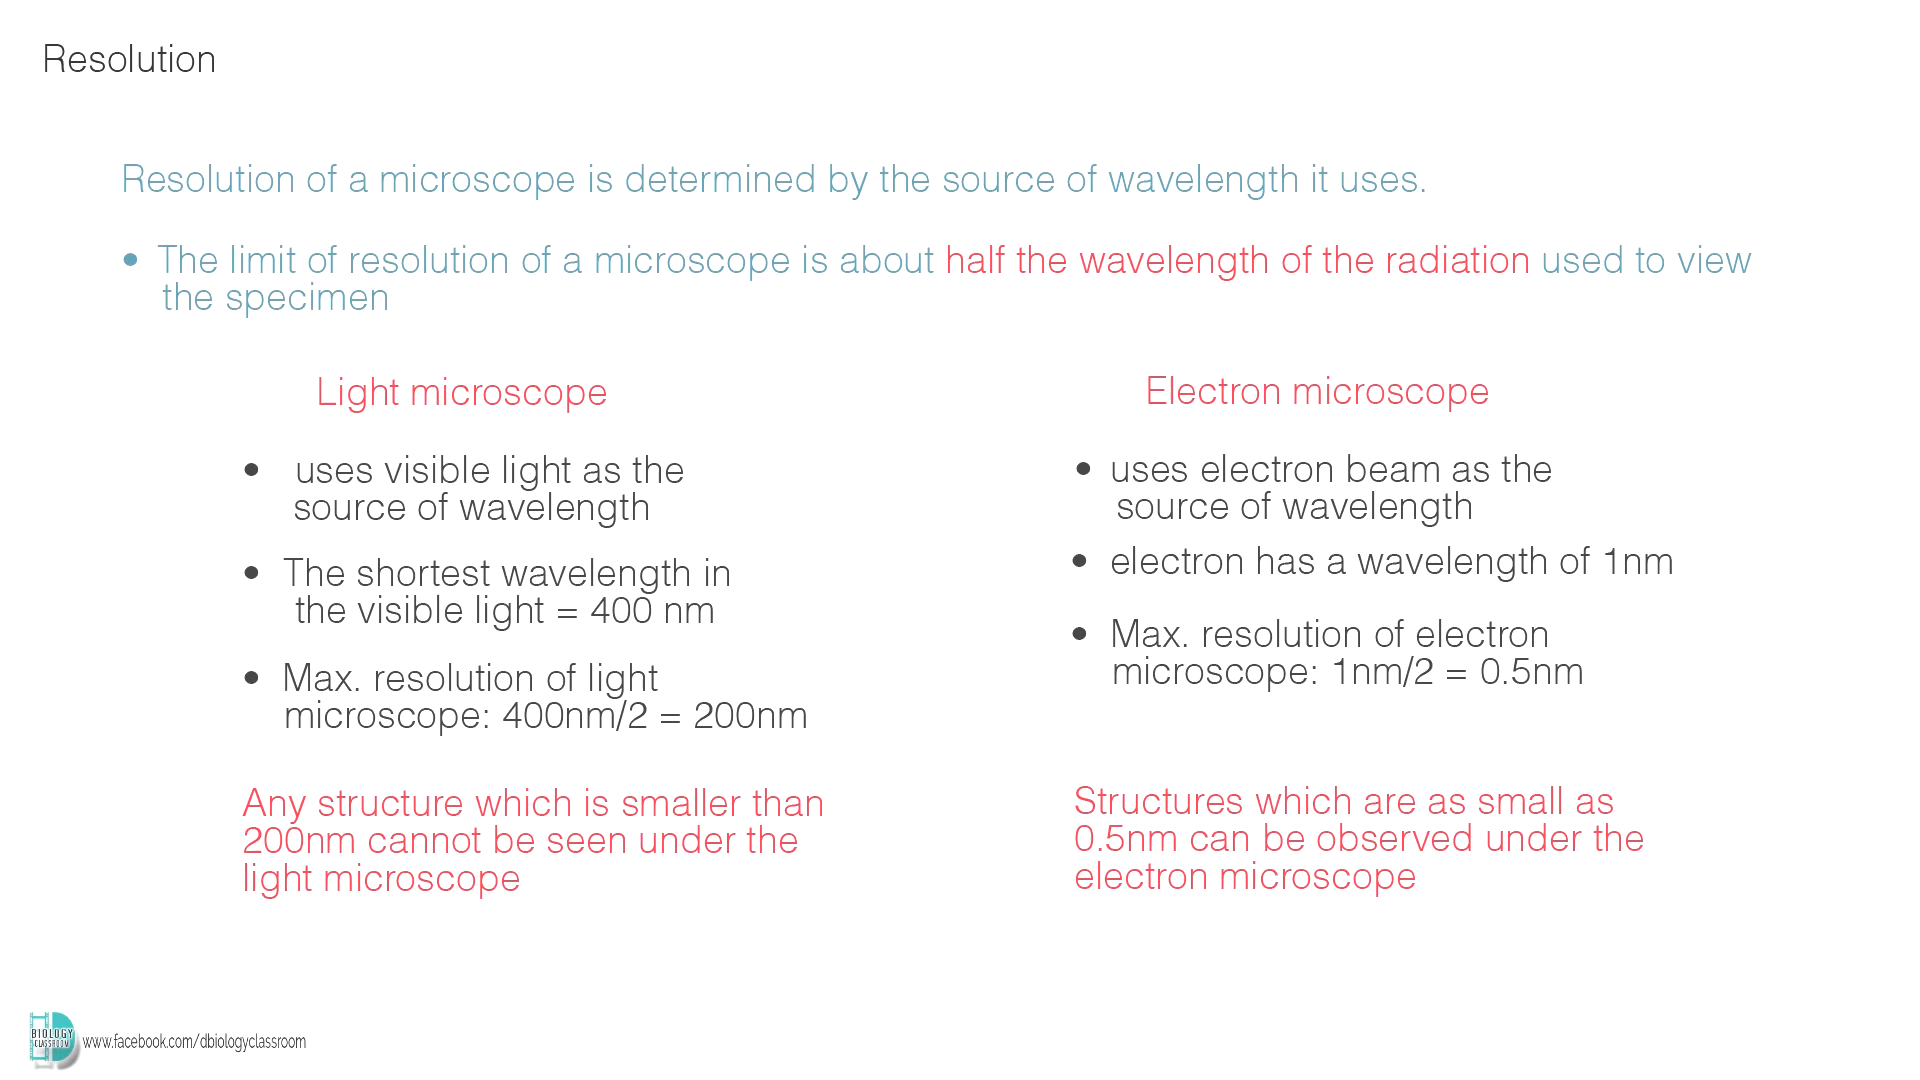 Resolution
Resolution of a microscope is determined by the source of wavelength it uses.
• The limit of resolution of a microscope is about half the wavelength of the radiation used to view
the specimen
Light microscope
• uses visible light as the
source of wavelength
• The shortest wavelength in
the visible light = 400 nm
• Max. resolution of light
microscope: 400nm/2 = 200nm
Any structure which is smaller than
200nm cannot be seen under the
light microscope
Electron microscope
• uses electron beam as the
source of wavelength
• electron has a wavelength of 1nm
• Max. resolution of electron
microscope: 1nm/2 = 0.5nm
Structures which are as small as
0.5nm can be observed under the
electron microscope
BIOLOGY
CLASSROOM
www.facebook.com/dbiologyclassroom